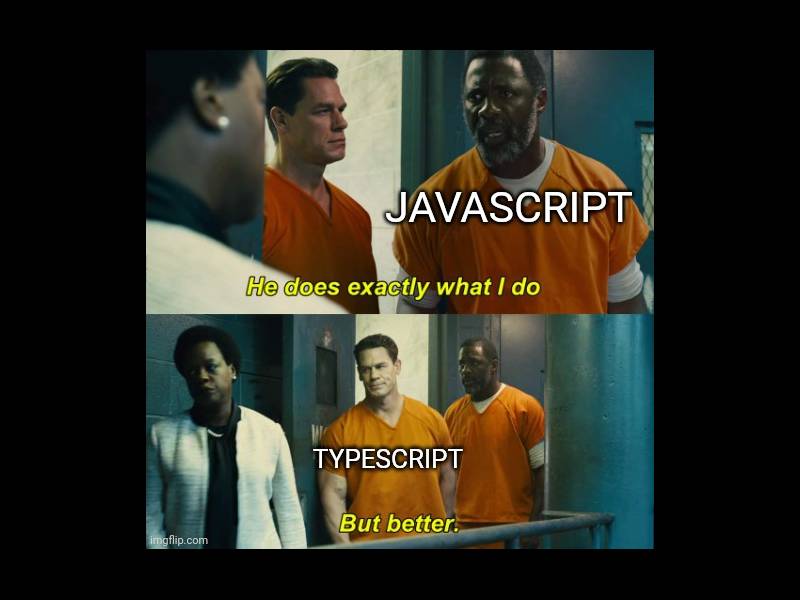 JAVASCRIPT
He does exactly what I do
TYPESCRIPT
But better.
imgflip.com